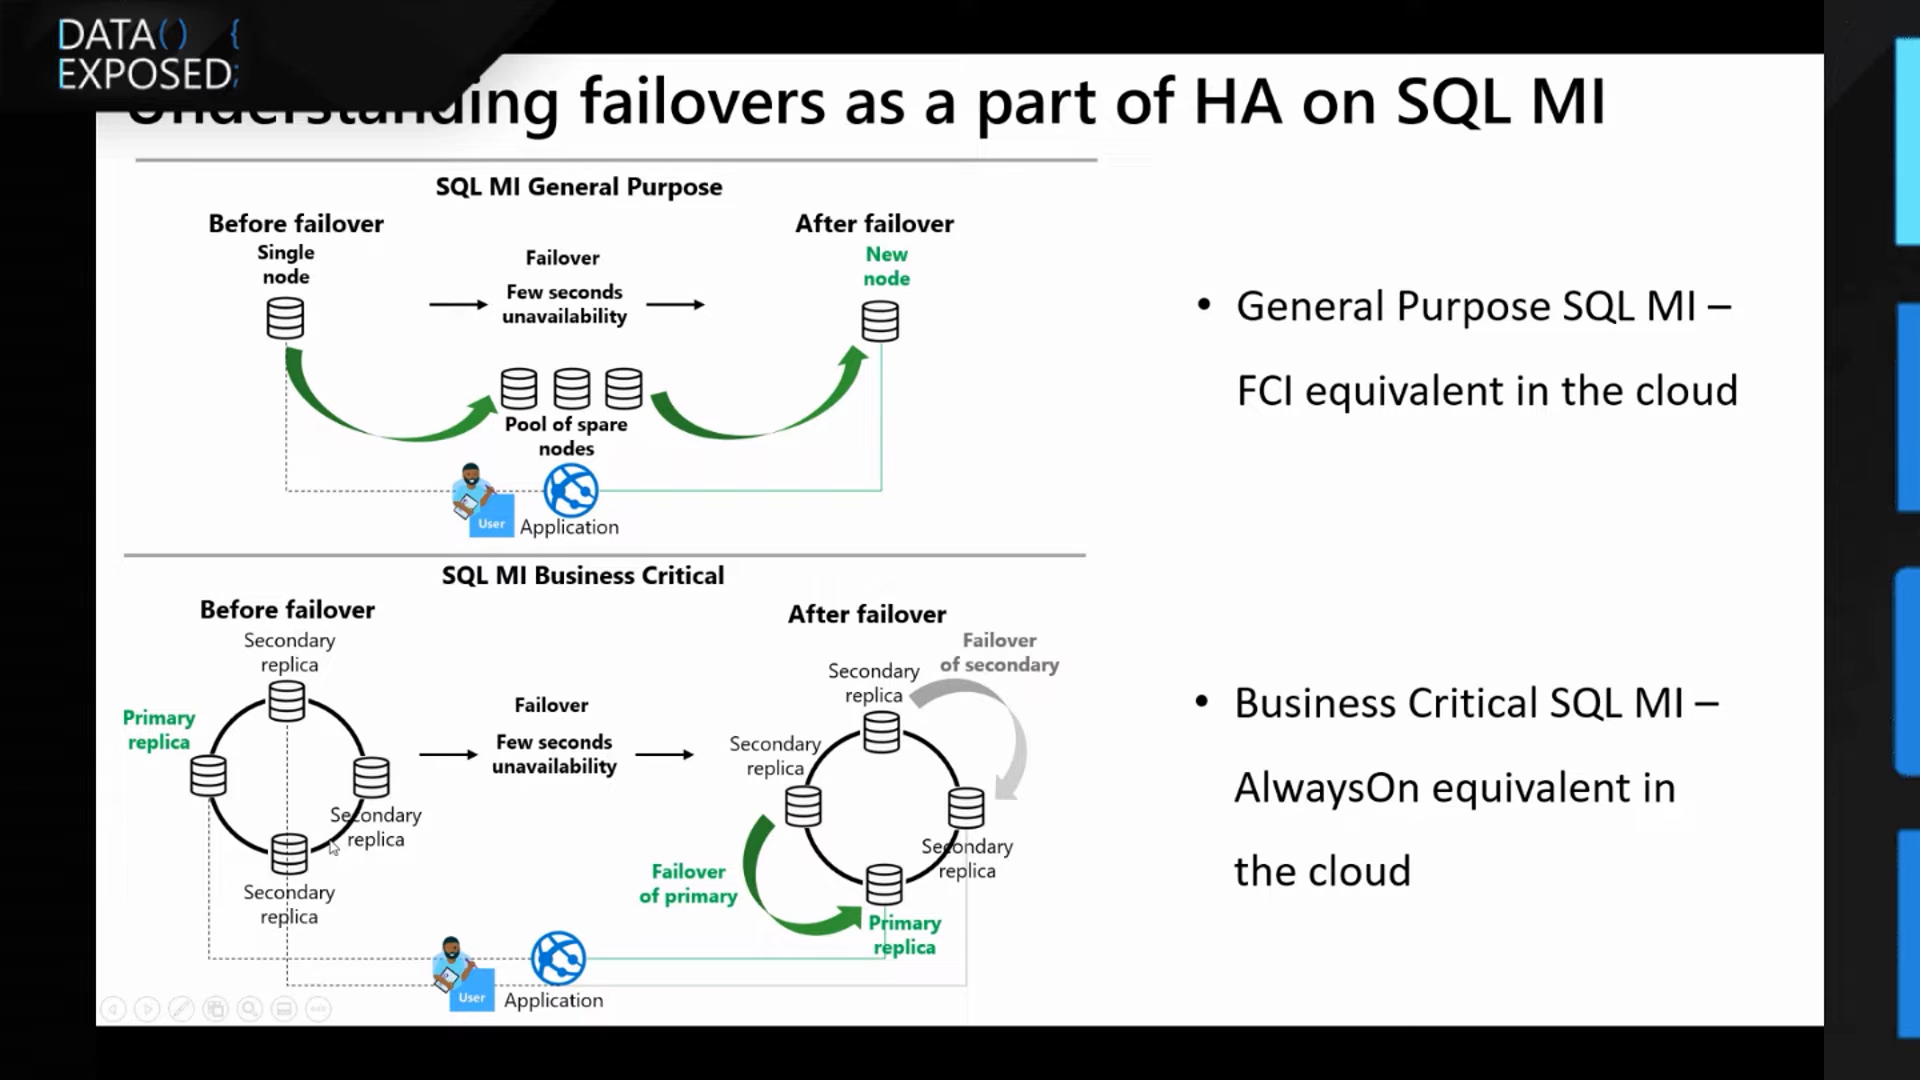 DATA() {
EXPOSED;
Understanding failovers as a part of HA on SQL MI
SQL MI General Purpose
Before failover
Single
node
Failover
Few seconds
unavailability
After failover
New
node
Pool of spare
nodes
User
Application
General Purpose SQL MI –
FCI equivalent in the cloud
SQL MI Business Critical
Before failover
Secondary
replica
Primary
replica
Secondary
replica
Secondary
replica
Failover
Few seconds
unavailability
After failover
Failover
of secondary
Secondary
replica
Secondary
replica
Secondary
replica
Failover
of primary
Primary
replica
User
Application
Business Critical SQL MI –
AlwaysOn equivalent in
the cloud